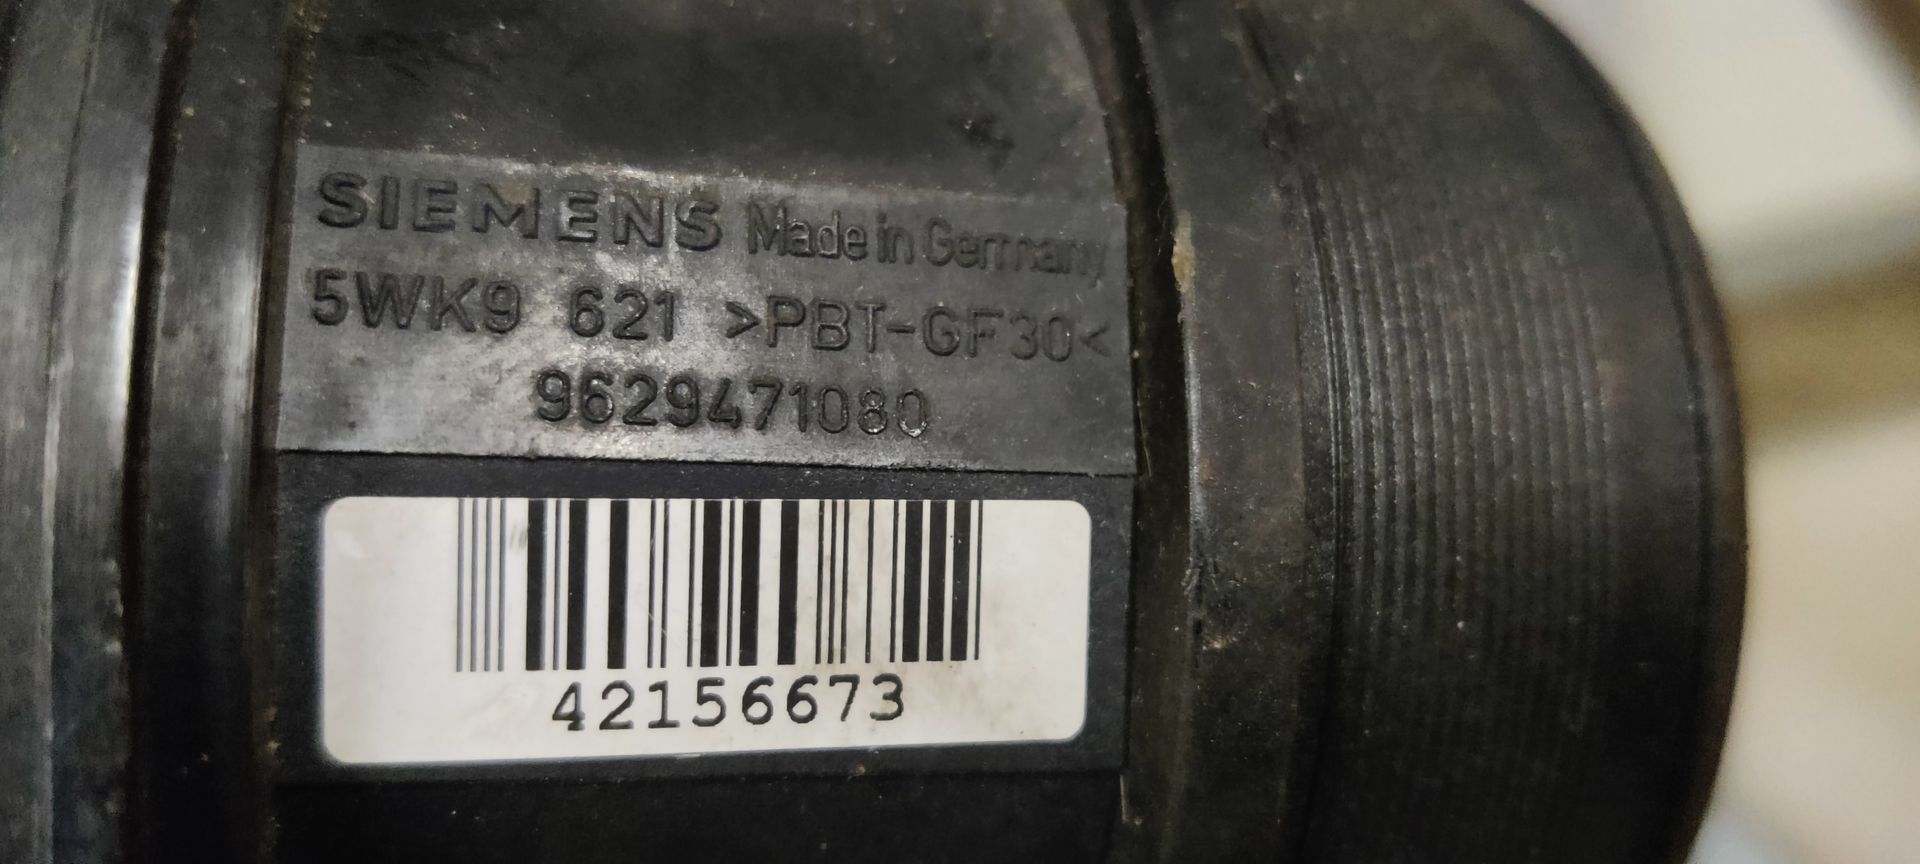 SIEMENS Made in Germany
5WK9 621 >PBT-GF30<
9629471080
42156673